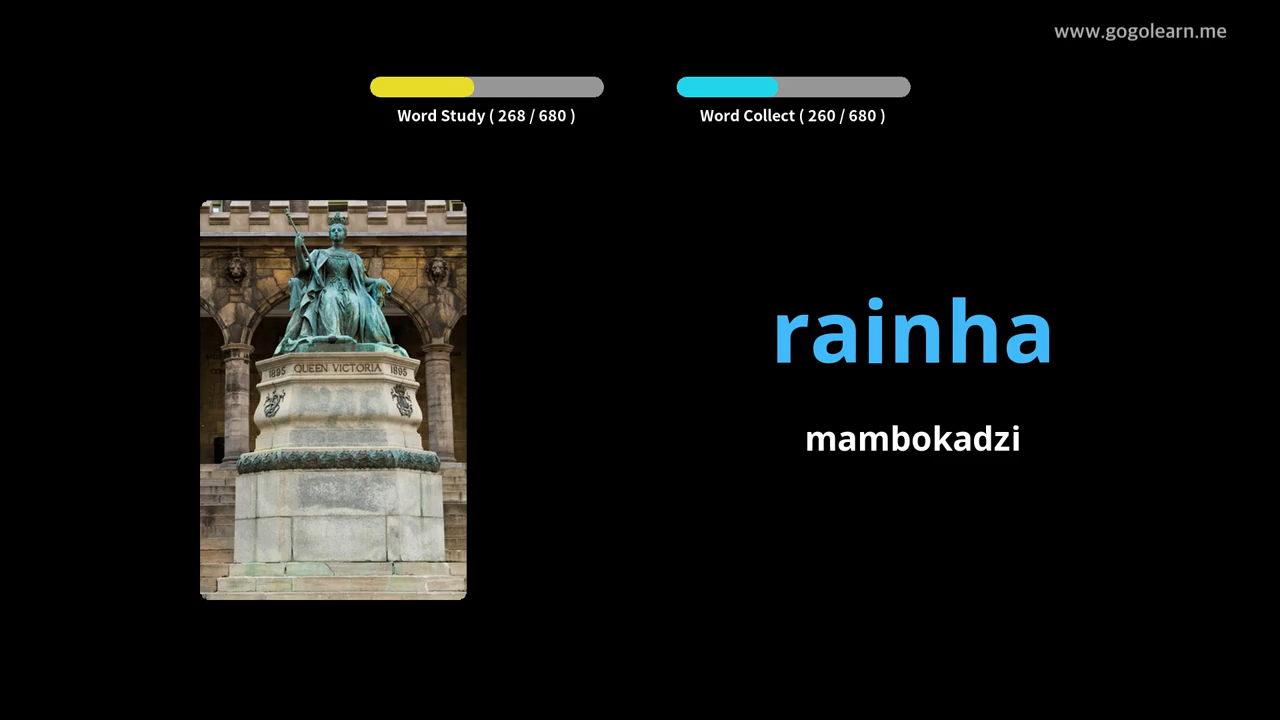 www.gogolearn.me
Word Study ( 268 / 680 )
Word Collect ( 260 / 680 )
1895 QUEEN VICTORIA 1895
rainha
mambokadzi